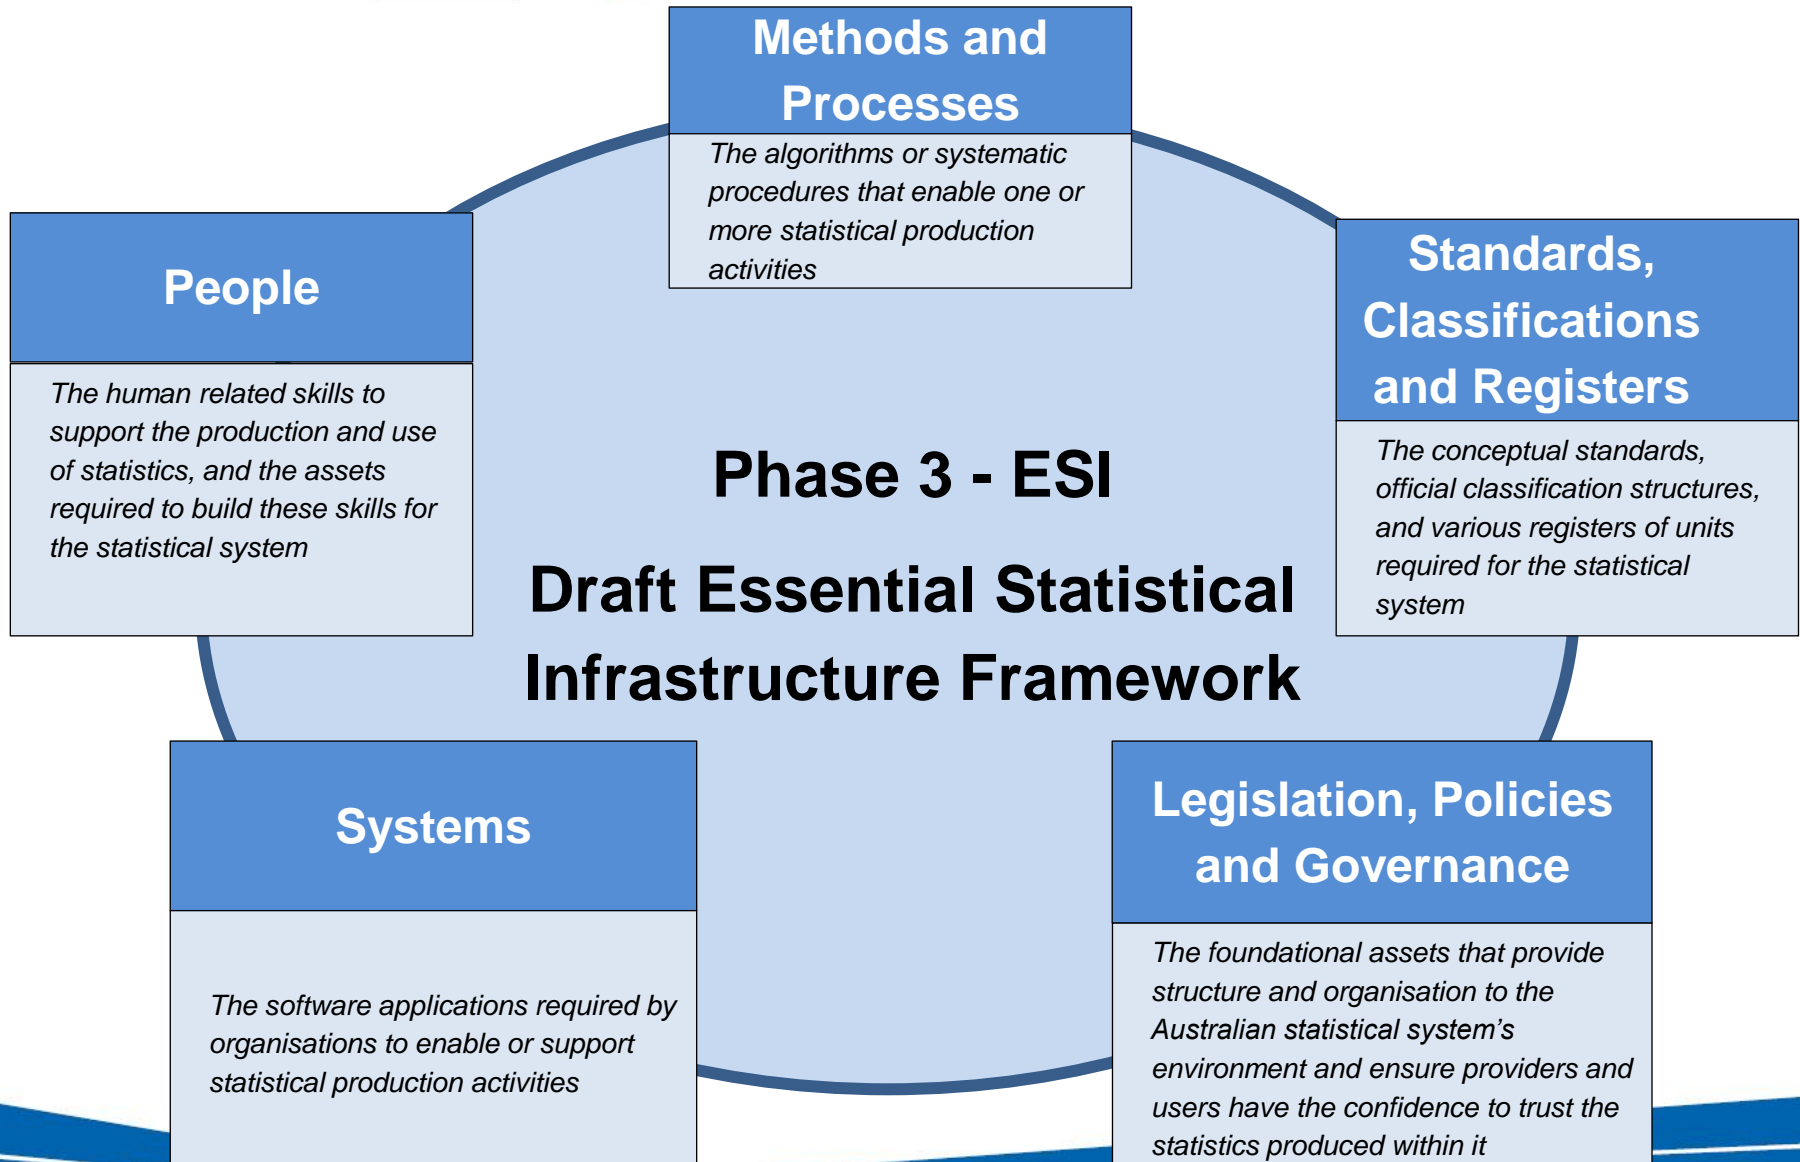 Methods and
Processes
The algorithms or systematic
procedures that enable one or
more statistical production
activities
People
The human related skills to
support the production and use
of statistics, and the assets
required to build these skills for
the statistical system
Standards,
Classifications
and Registers
The conceptual standards,
official classification structures,
and various registers of units
required for the statistical
system
Phase 3 - ESI
Draft Essential Statistical
Infrastructure Framework
Systems
The software applications required by
organisations to enable or support
statistical production activities
Legislation, Policies
and Governance
The foundational assets that provide
structure and organisation to the
Australian statistical system’s
environment and ensure providers and
users have the confidence to trust the
statistics produced within it